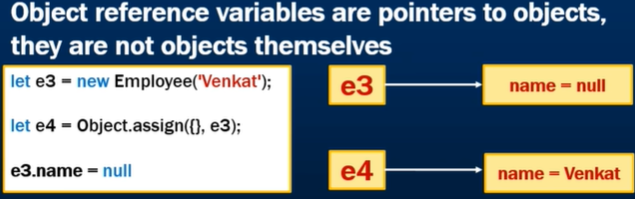 Object reference variables are pointers to objects,
they are not objects themselves
let e3 = new Employee('Venkat');
let e4 = Object.assign({}, e3);
e3.name = null
e3
name = null
e4
name = Venkat